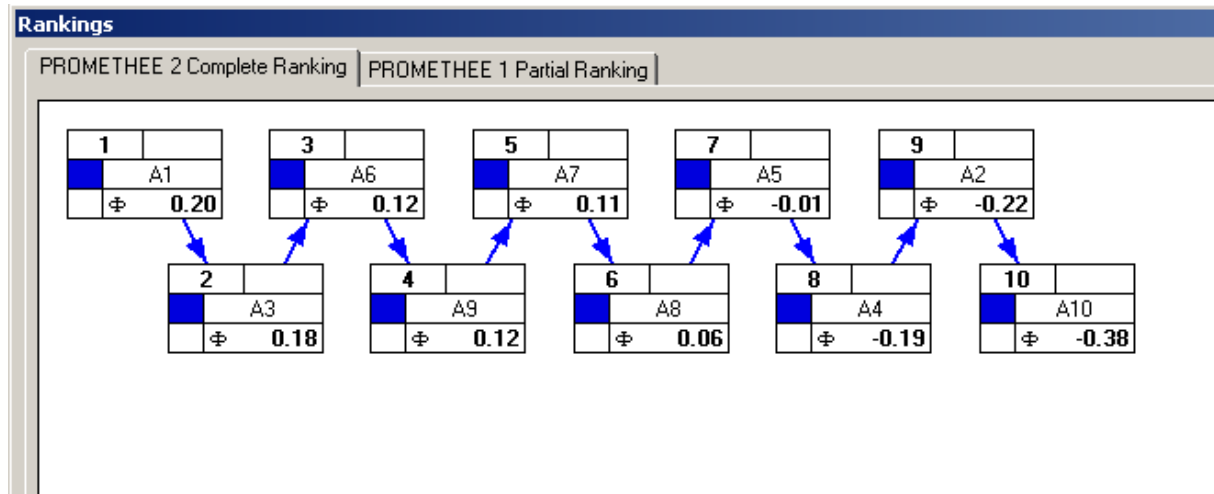 Rankings
PROMETHEE 2 Complete Ranking PROMETHEE 1 Partial Ranking
1 3 5 7 9
A1 A6 A7 A5 A2
Φ 0.20 Φ 0.12 Φ 0.11 Φ -0.01 Φ -0.22
2 4 6 8 10
A3 A9 A8 A4 A10
Φ 0.18 Φ 0.12 Φ 0.06 Φ -0.19 Φ -0.38